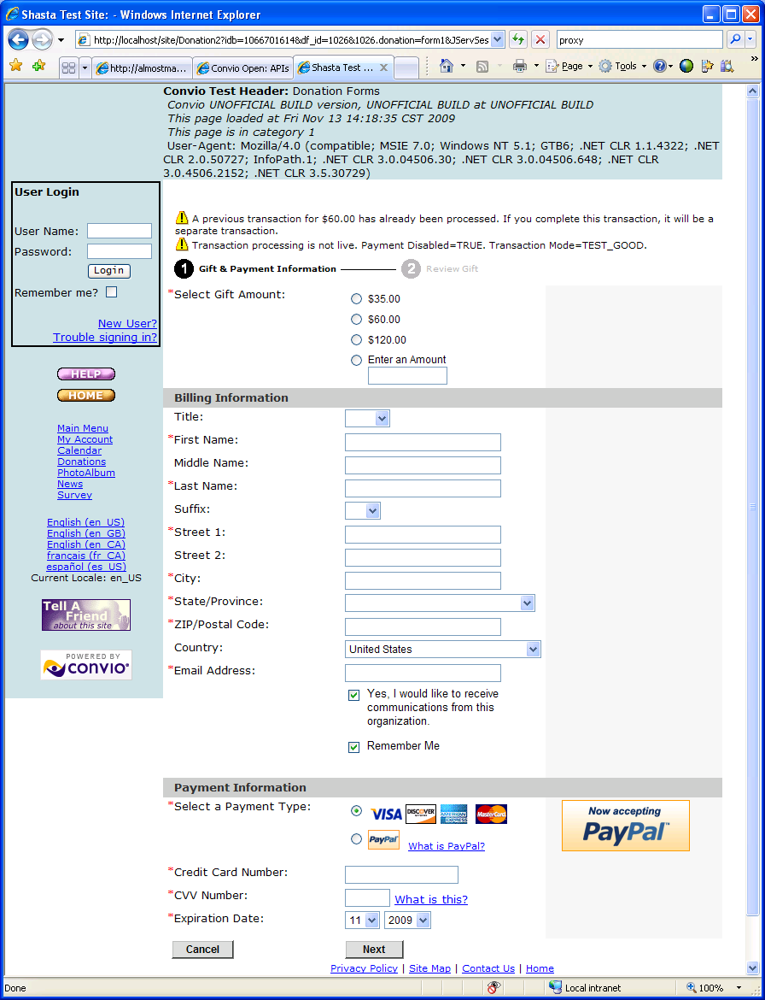 Shasta Test Site: - Windows Internet Explorer
http://localhost/site/Donation2?idb=1066701614&df_id=1026&1026.donation=form1&JServSes
proxy
http://almostma...
Convio Open: APIs
Shasta Test ...
Page
Tools
»
Convio Test Header: Donation Forms
Convio UNOFFICIAL BUILD version, UNOFFICIAL BUILD at UNOFFICIAL BUILD
This page loaded at Fri Nov 13 14:18:35 CST 2009
This page is in category 1
User-Agent: Mozilla/4.0 (compatible; MSIE 7.0; Windows NT 5.1; GTB6; .NET CLR 1.1.4322; .NET
CLR 2.0.50727; InfoPath.1; .NET CLR 3.0.04506.30; .NET CLR 3.0.04506.648; .NET CLR
3.0.4506.2152; .NET CLR 3.5.30729)
User Login
User Name:
Password:
Login
Remember me?
New User?
Trouble signing in?
HELP
HOME
Main Menu
My Account
Calendar
Donations
PhotoAlbum
News
Survey
English (en_US)
English (en_GB)
English (en_CA)
français (fr_CA)
español (es_US)
Current Locale: en_US
Tell A
Friend
about this site
POWERED BY
CONVIO
A previous transaction for $60.00 has already been processed. If you complete this transaction, it will be a
separate transaction.
Transaction processing is not live. Payment Disabled=TRUE. Transaction Mode=TEST_GOOD.
1 Gift & Payment Information 2 Review Gift
*Select Gift Amount:
$35.00
$60.00
$120.00
Enter an Amount
Billing Information
Title:
*First Name:
Middle Name:
*Last Name:
Suffix:
*Street 1:
Street 2:
*City:
*State/Province:
*ZIP/Postal Code:
Country: United States
*Email Address:
Yes, I would like to receive
communications from this
organization.
Remember Me
Payment Information
*Select a Payment Type:
VISA DISCOVER AMERICAN EXPRESS MasterCard
PayPal What is PayPal?
Now accepting
PayPal™
*Credit Card Number:
*CVV Number: What is this?
*Expiration Date: 11 2009
Cancel Next
Privacy Policy | Site Map | Contact Us | Home
Done
Local intranet
100%